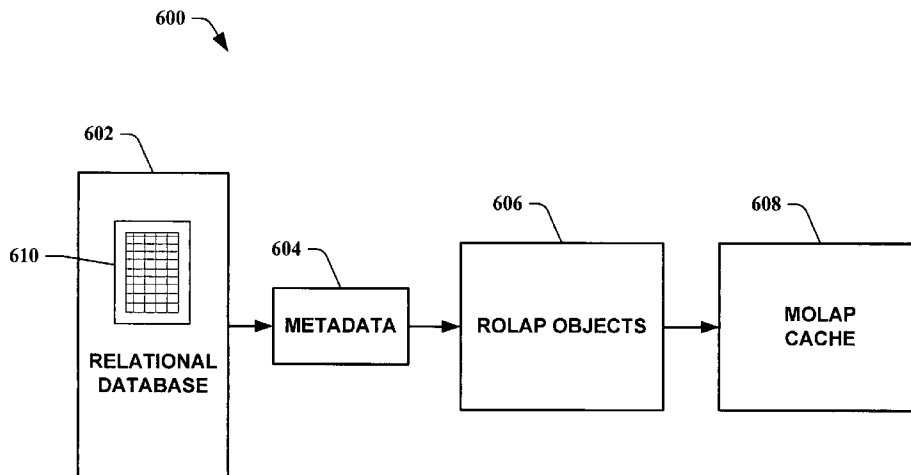 600
602
606
608
604
610
METADATA
ROLAP OBJECTS
MOLAP
CACHE
RELATIONAL
DATABASE